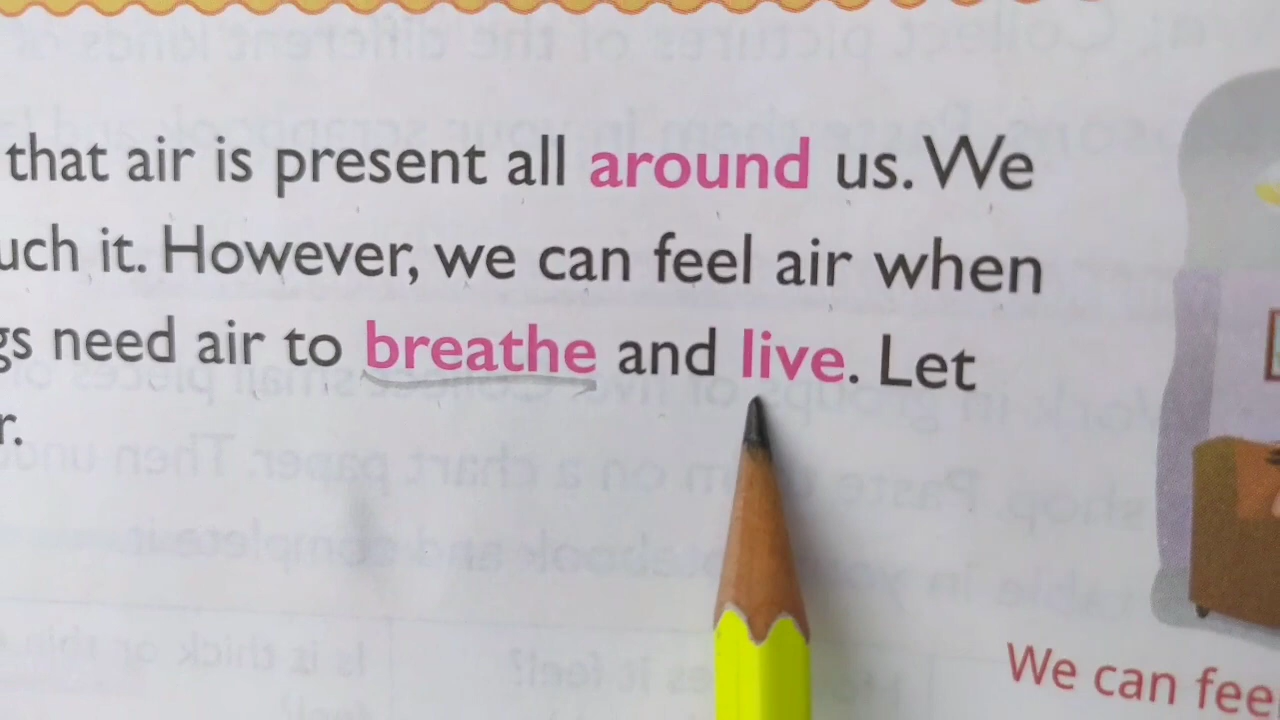 that air is present all around us. We
uch it. However, we can feel air when
gs need air to breathe and live. Let
r.
We can fee